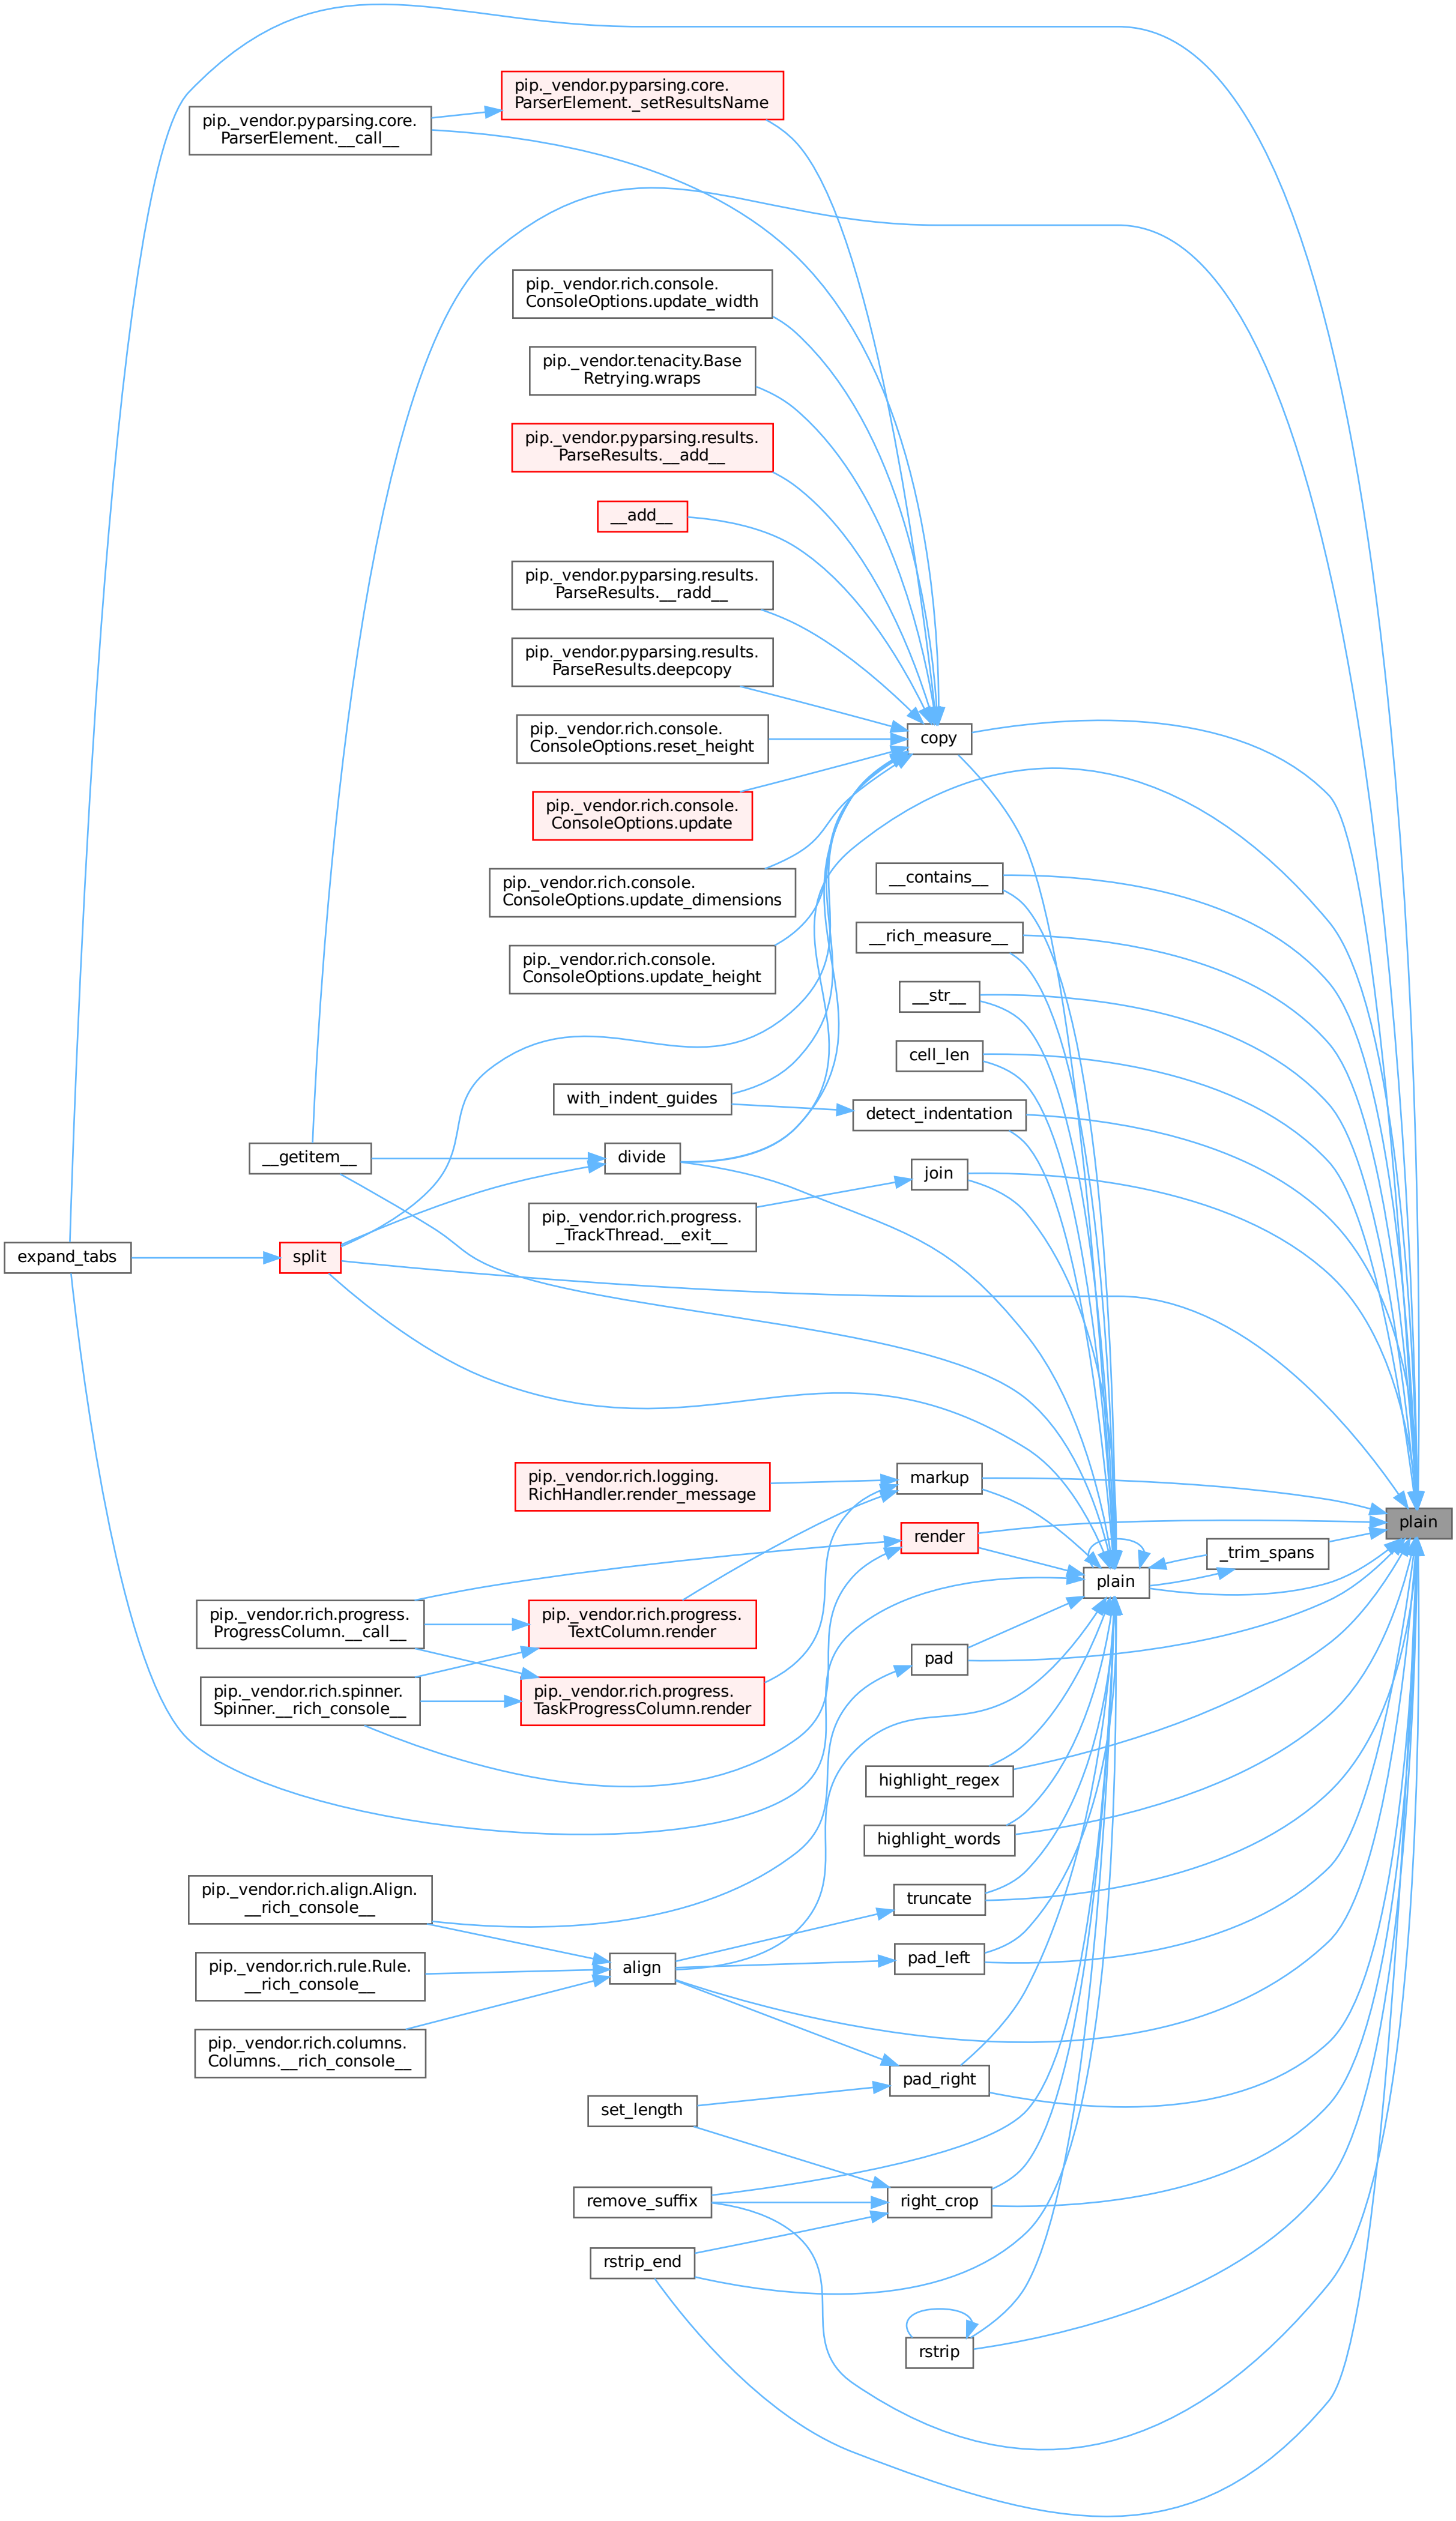 pip._vendor.pyparsing.core.
ParserElement._setResultsName
pip._vendor.pyparsing.core.
ParserElement.__call__
pip._vendor.rich.console.
ConsoleOptions.update_width
pip._vendor.tenacity.Base
Retrying.wraps
pip._vendor.pyparsing.results.
ParseResults.__add__
__add__
pip._vendor.pyparsing.results.
ParseResults.__radd__
pip._vendor.pyparsing.results.
ParseResults.deepcopy
pip._vendor.rich.console.
ConsoleOptions.reset_height
copy
pip._vendor.rich.console.
ConsoleOptions.update
pip._vendor.rich.console.
ConsoleOptions.update_dimensions
__contains__
__rich_measure__
pip._vendor.rich.console.
ConsoleOptions.update_height
__str__
cell_len
with_indent_guides
detect_indentation
__getitem__
divide
join
pip._vendor.rich.progress.
_TrackThread.__exit__
expand_tabs
split
pip._vendor.rich.logging.
RichHandler.render_message
markup
render
plain
_trim_spans
plain
pip._vendor.rich.progress.
ProgressColumn.__call__
pip._vendor.rich.progress.
TextColumn.render
pad
pip._vendor.rich.spinner.
Spinner.__rich_console__
pip._vendor.rich.progress.
TaskProgressColumn.render
highlight_regex
highlight_words
pip._vendor.rich.align.Align.
__rich_console__
truncate
pip._vendor.rich.rule.Rule.
__rich_console__
align
pad_left
pip._vendor.rich.columns.
Columns.__rich_console__
pad_right
set_length
remove_suffix
right_crop
rstrip_end
rstrip